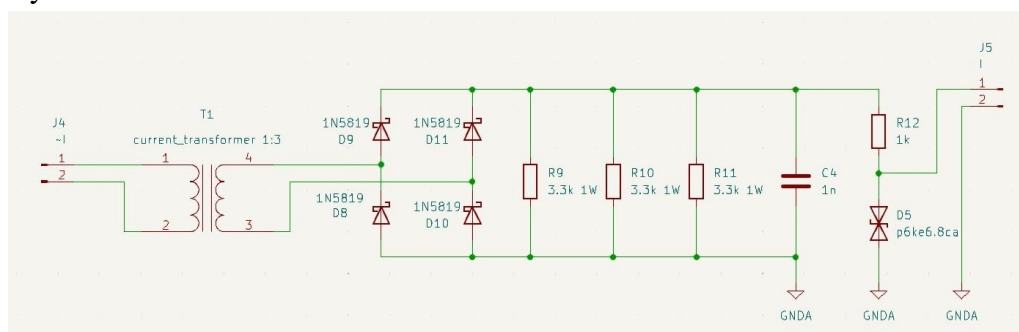 J5
I
1
2
J4
~I
1
2
T1
current_transformer 1:3
1
4
2
3
1N5819
D9
1N5819
D11
1N5819
D8
1N5819
D10
R9
3.3k 1W
R10
3.3k 1W
R11
3.3k 1W
C4
1n
R12
1k
D5
p6ke6.8ca
GNDA
GNDA
GNDA